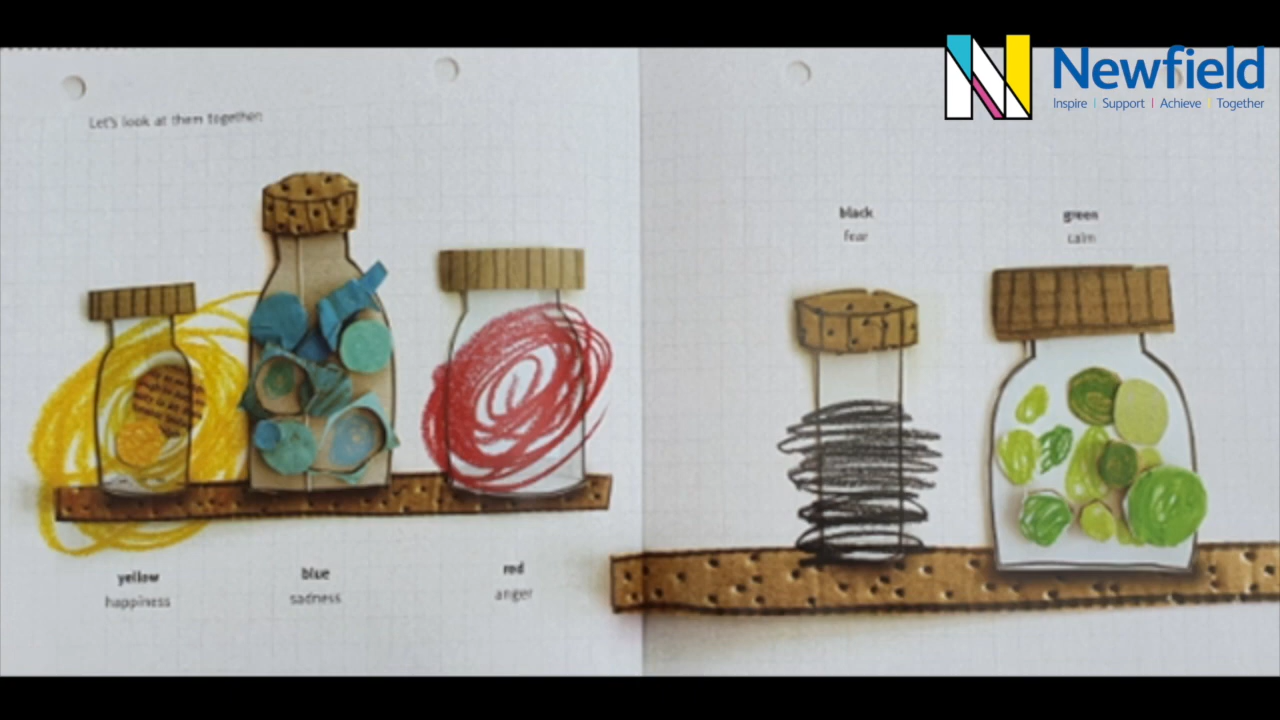 Newfield
Inspire | Support | Achieve | Together
Let's look at them together:
yellow
happiness
blue
sadness
red
anger
black
fear
green
calm